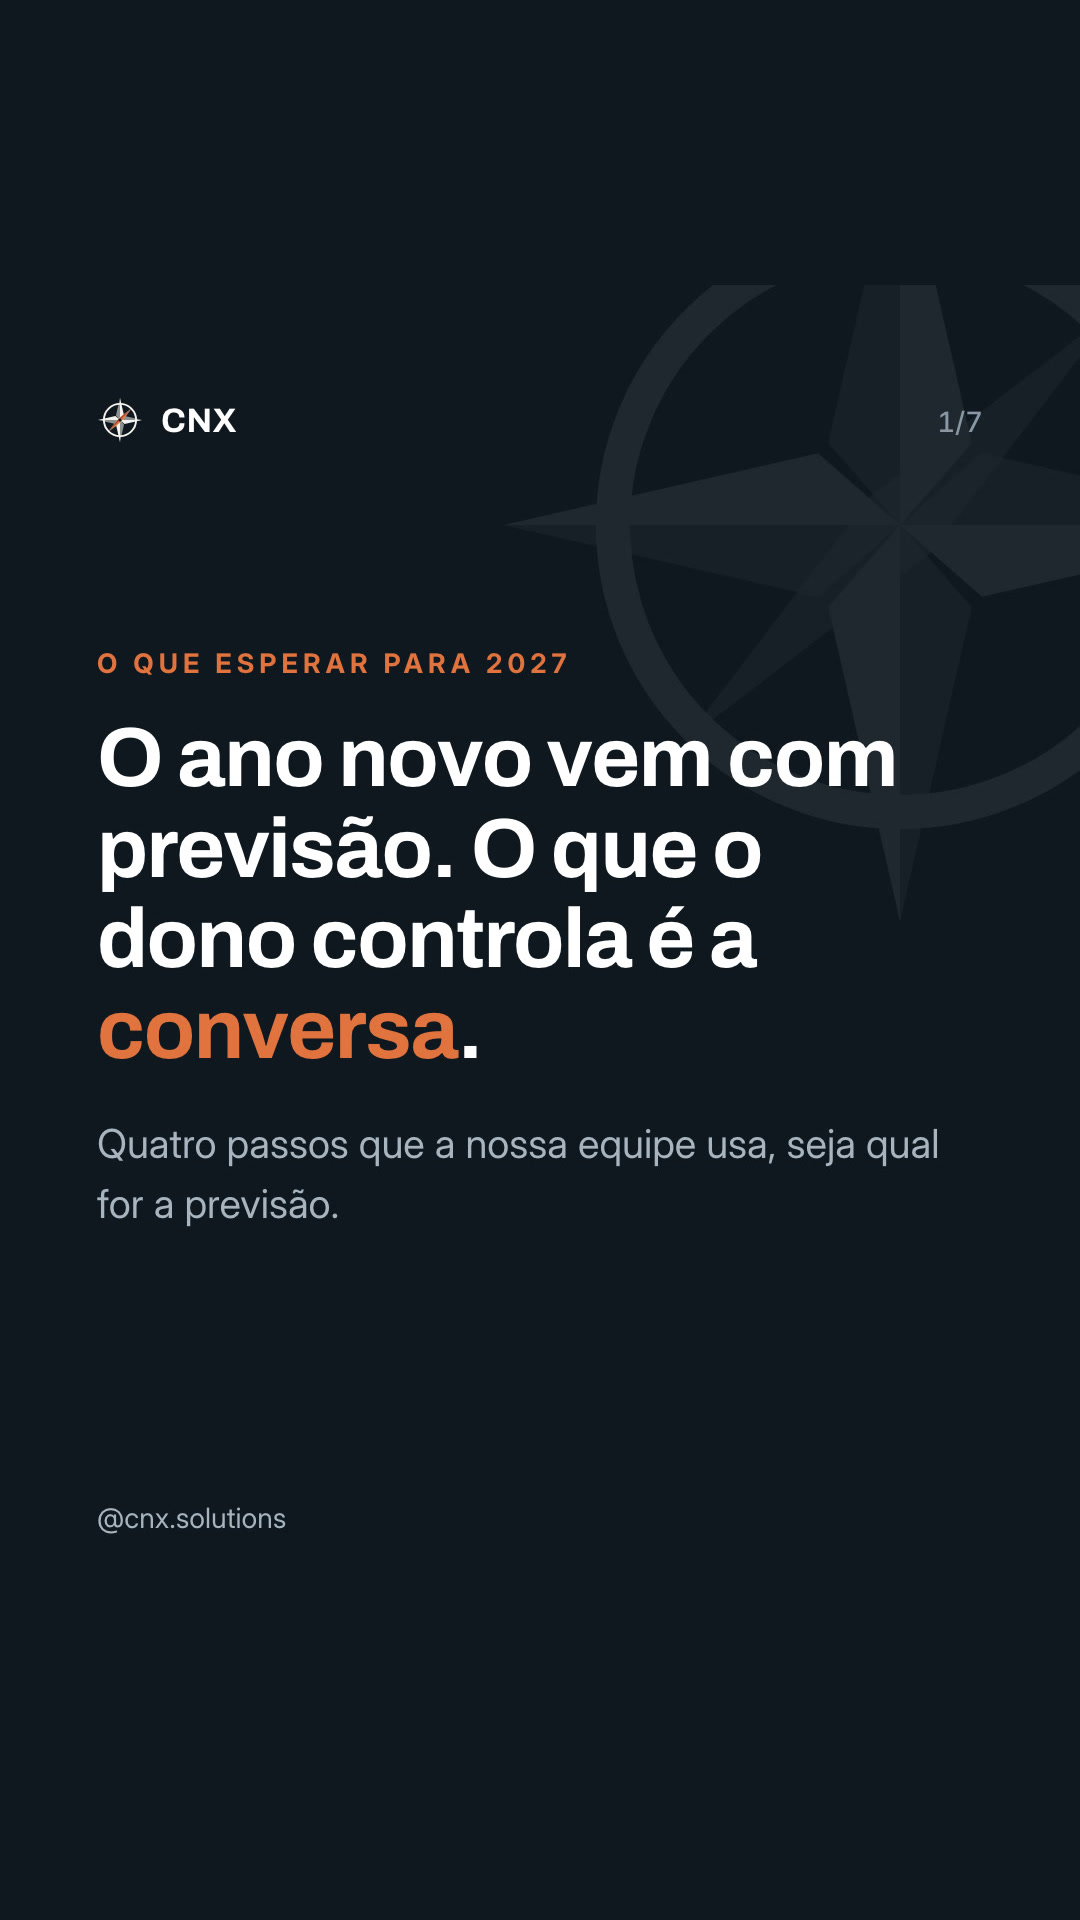 CNX
1/7
O QUE ESPERAR PARA 2027
O ano novo vem com
previsão. O que o
dono controla é a
conversa.
Quatro passos que a nossa equipe usa, seja qual
for a previsão.
@cnx.solutions